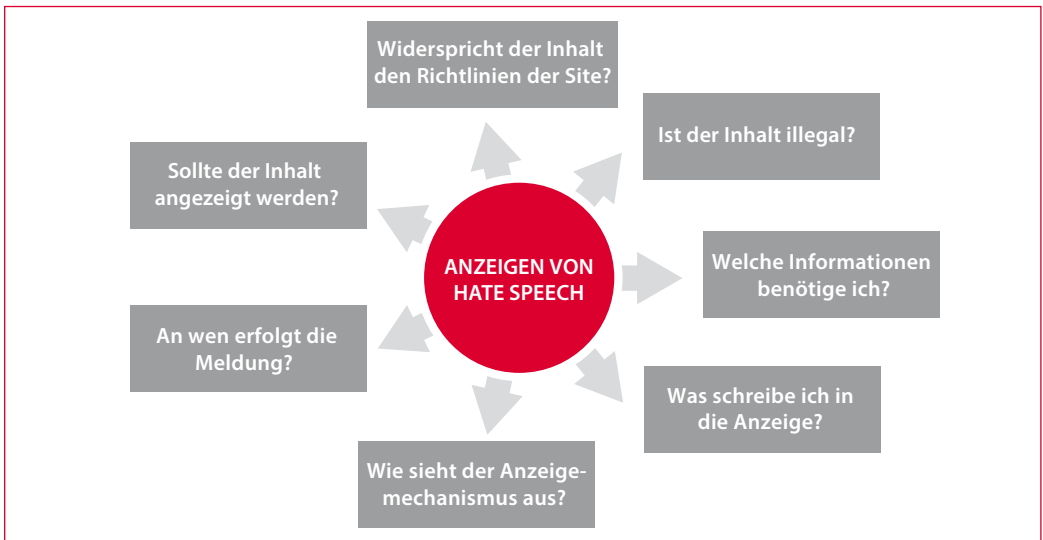 Widerspricht der Inhalt
den Richtlinien der Site?
Ist der Inhalt illegal?
Sollte der Inhalt
angezeigt werden?
Welche Informationen
benötige ich?
ANZEIGEN VON
HATE SPEECH
An wen erfolgt die
Meldung?
Was schreibe ich in
die Anzeige?
Wie sieht der Anzeige-
mechanismus aus?